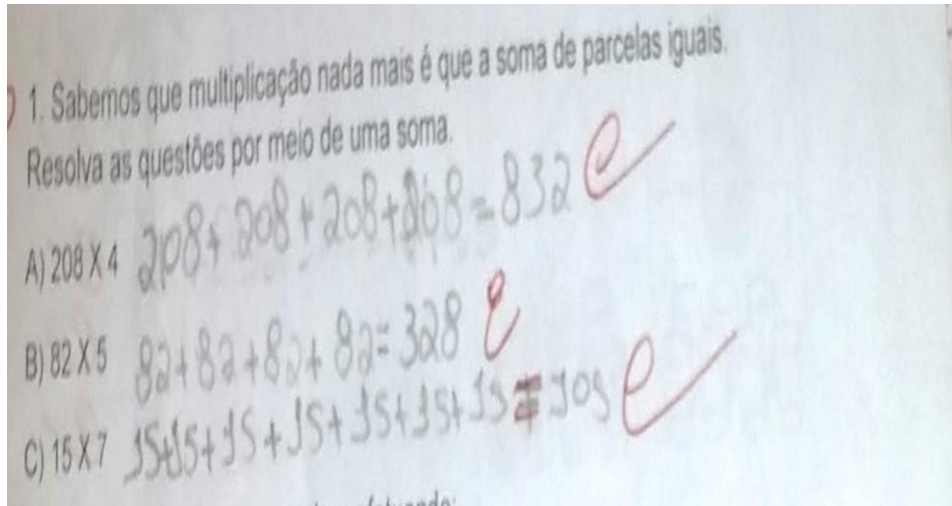 1. Sabemos que multiplicação nada mais é que a soma de parcelas iguais.
Resolva as questões por meio de uma soma.
A) 208 X 4 208+ 208 + 208+208=832
B) 82 X 5 82+82+82+ 82=328
C) 15 X 7 15+15+15+15+15+15+15=105